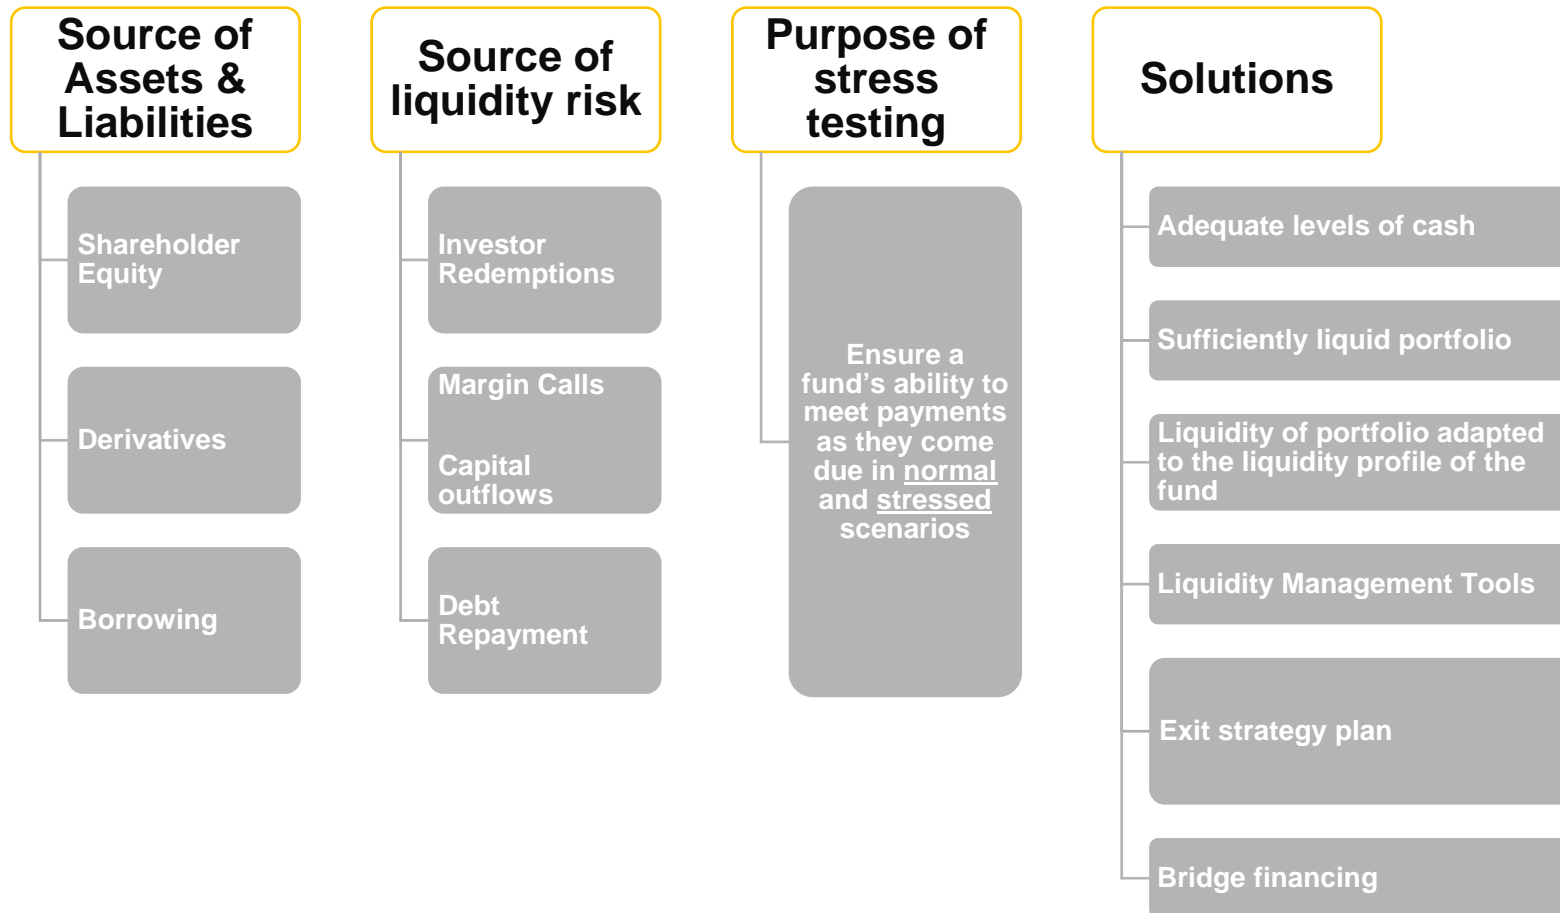 Source of
Assets &
Liabilities
Shareholder
Equity
Derivatives
Borrowing
Source of
liquidity risk
Investor
Redemptions
Margin Calls
Capital
outflows
Debt
Repayment
Purpose of
stress
testing
Ensure a
fund's ability to
meet payments
as they come
due in normal
and stressed
scenarios
Solutions
Adequate levels of cash
Sufficiently liquid portfolio
Liquidity of portfolio adapted
to the liquidity profile of the
fund
Liquidity Management Tools
Exit strategy plan
Bridge financing